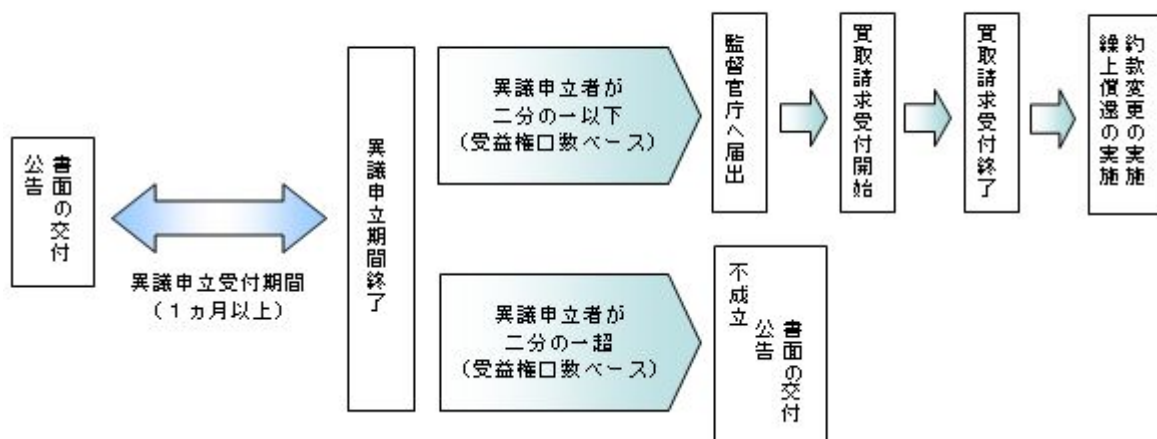 書面の交付
公告
異議申立受付期間
（１ヵ月以上）
異議申立期間終了
異議申立者が
二分の一以下
（受益権口数ベース）
監督官庁へ届出
買取請求受付開始
買取請求受付終了
約款変更の実施
繰上償還の実施
異議申立者が
二分の一超
（受益権口数ベース）
不成立
書面の交付
公告